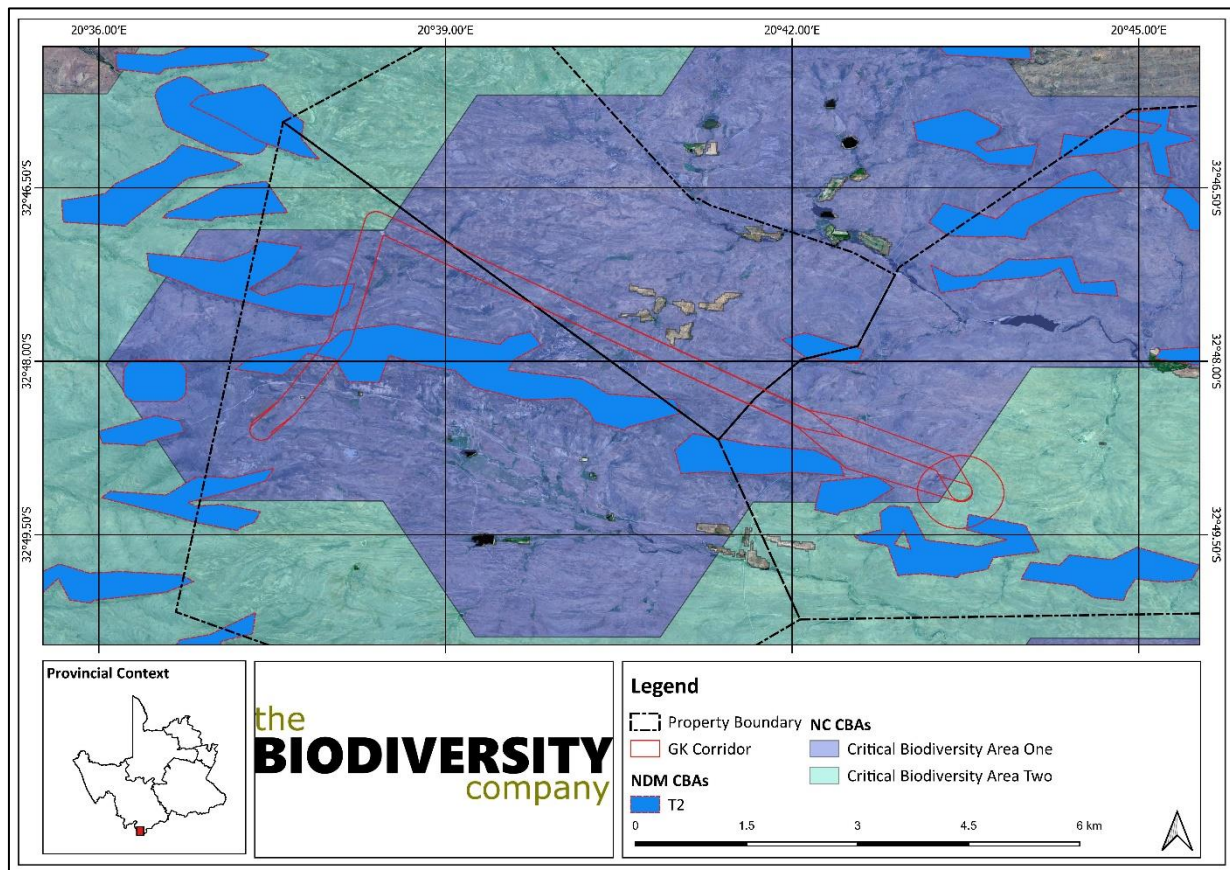 20°36.00'E 20°39.00'E 20°42.00'E 20°45.00'E
32°46.50'S 32°46.50'S
32°48.00'S 32°48.00'S
32°49.50'S 32°49.50'S
Provincial Context
the
BIODIVERSITY
company
Legend
Property Boundary
GK Corridor
NDM CBAs
T2
NC CBAs
Critical Biodiversity Area One
Critical Biodiversity Area Two
0 1.5 3 4.5 6 km